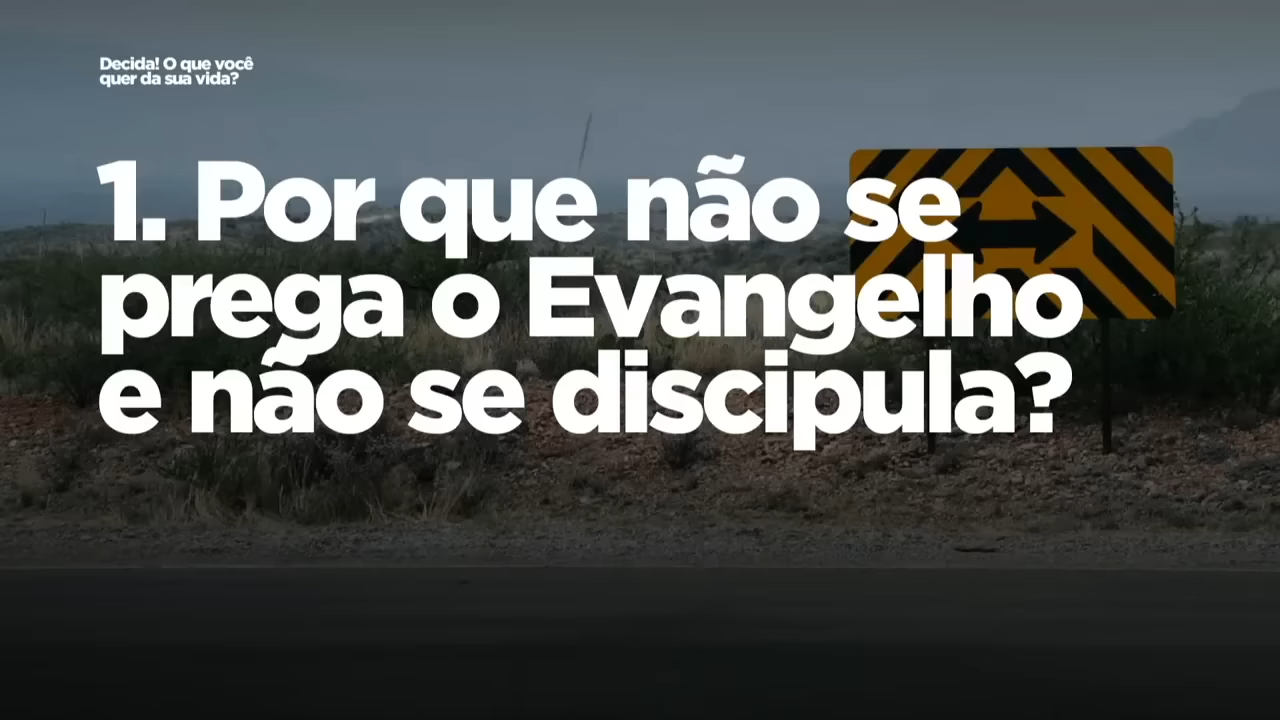 Decida! O que você
quer da sua vida?
1. Por que não se
prega o Evangelho
e não se discipula?